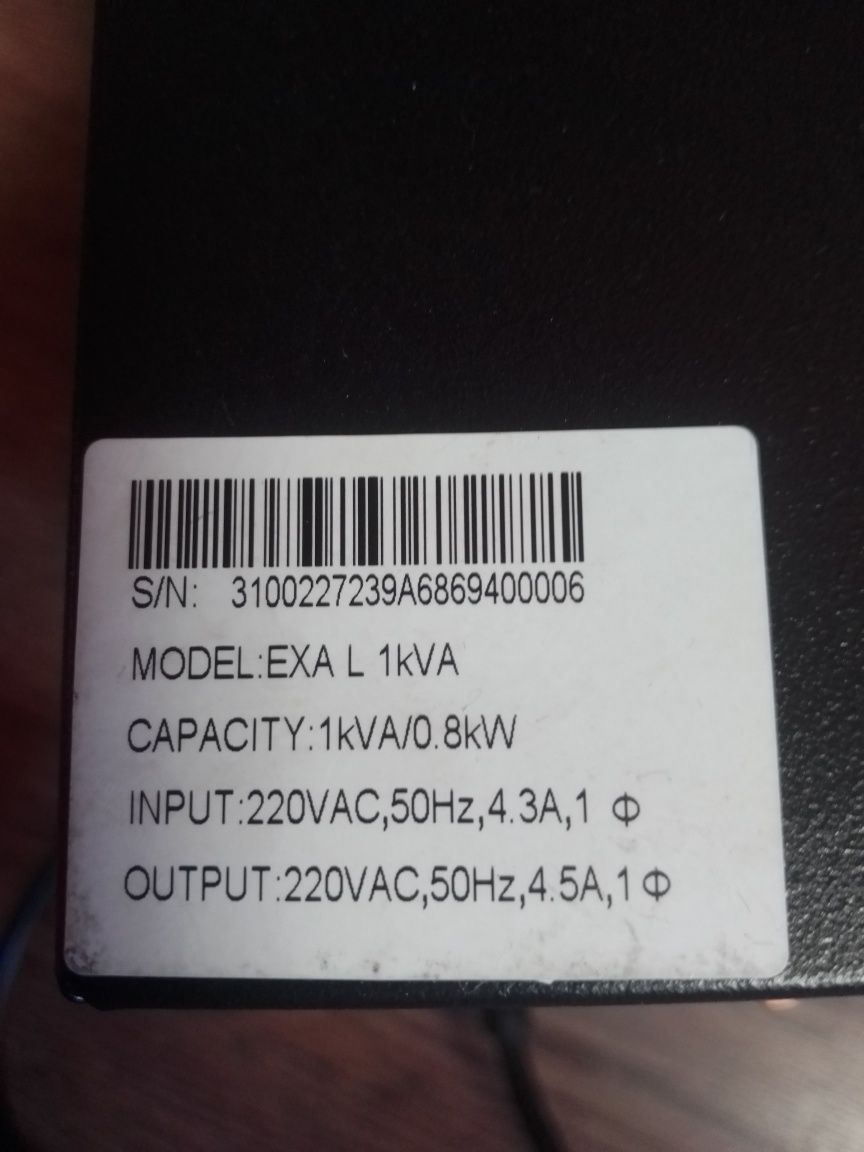 S/N: 3100227239A6869400006
MODEL:EXA L 1kVA
CAPACITY:1kVA/0.8kW
INPUT:220VAC,50Hz,4.3A,1 Φ
OUTPUT:220VAC,50Hz,4.5A,1Φ